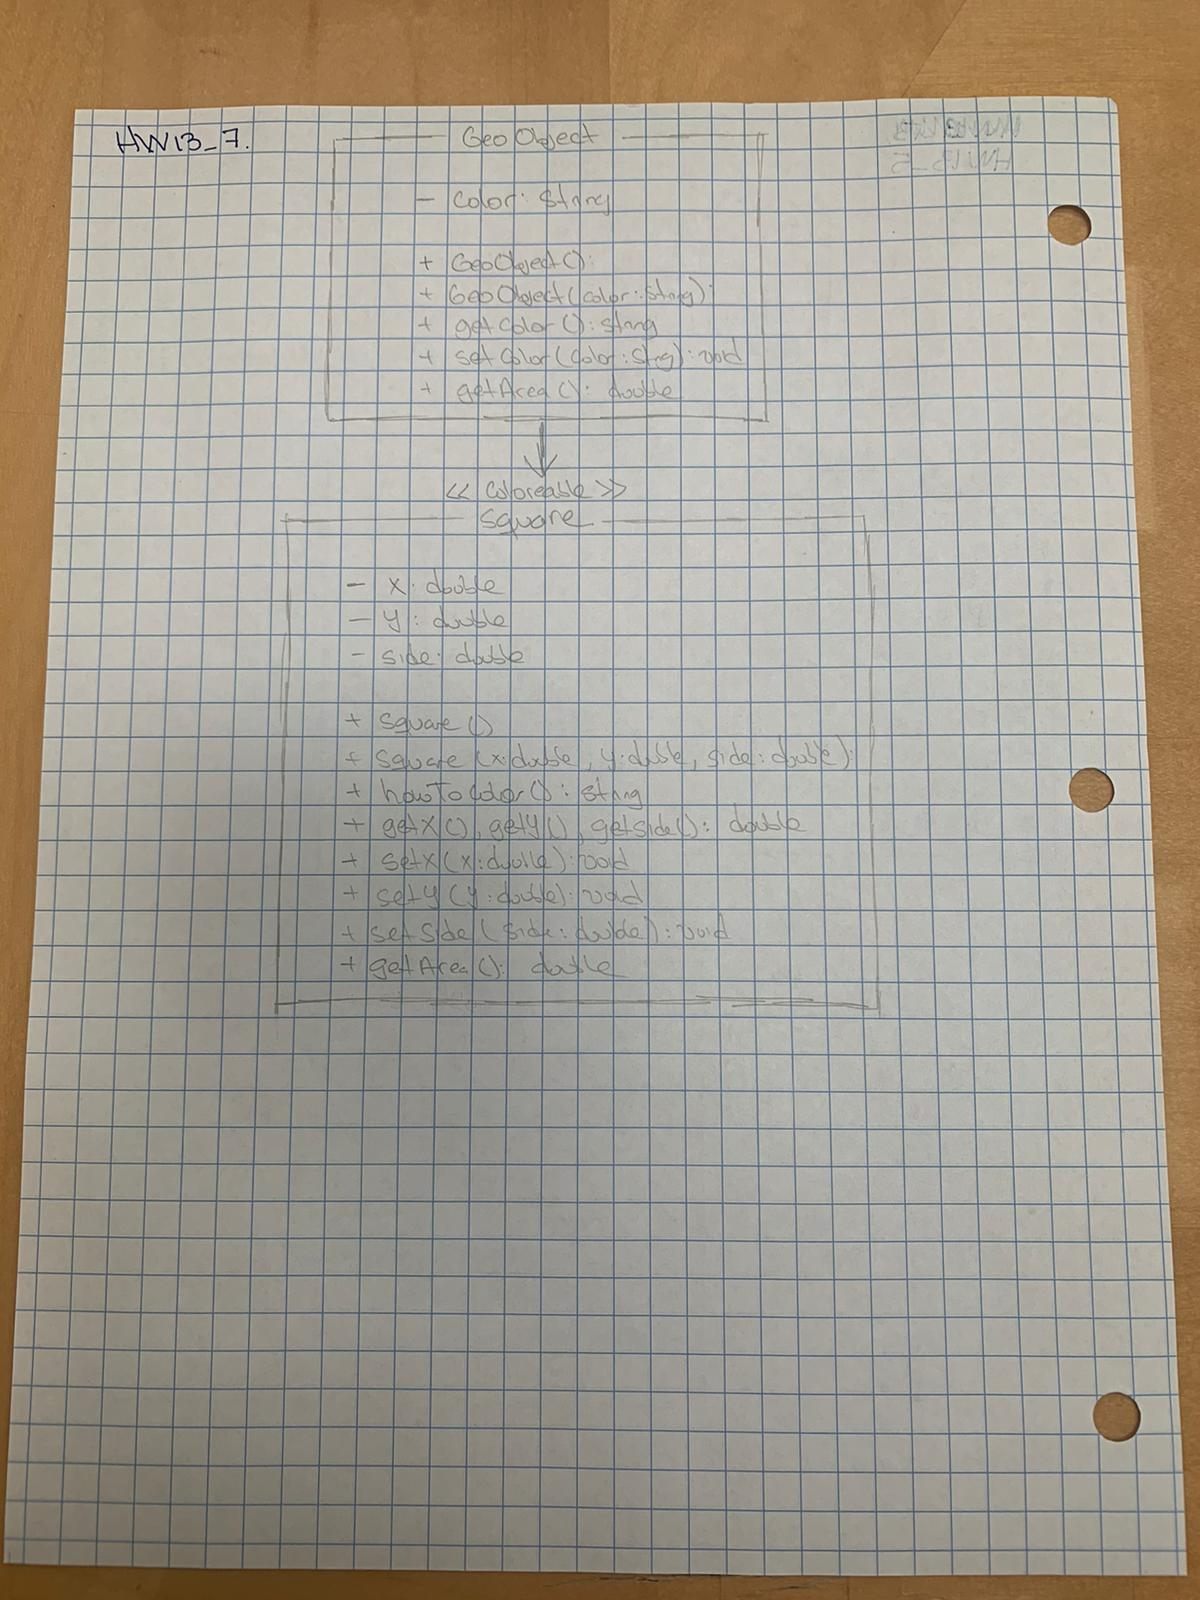 HW13_7.
GeoObject
- color: String
+ GeoObject():
+ GeoObject(color:String):
+ getColor(): string
+ setColor(color:Strg): void
+ getArea(): double
<< Coloreable >>
Square
- x: double
- y: double
- side: double
+ Square()
+ Square (x:double, y:double, side:double):
+ howToColor(): string
+ getX(), getY(), getSide(): double
+ setX(x:double): void
+ setY(y:double): void
+ setSide(side:double): void
+ getArea(): double
HW13_5